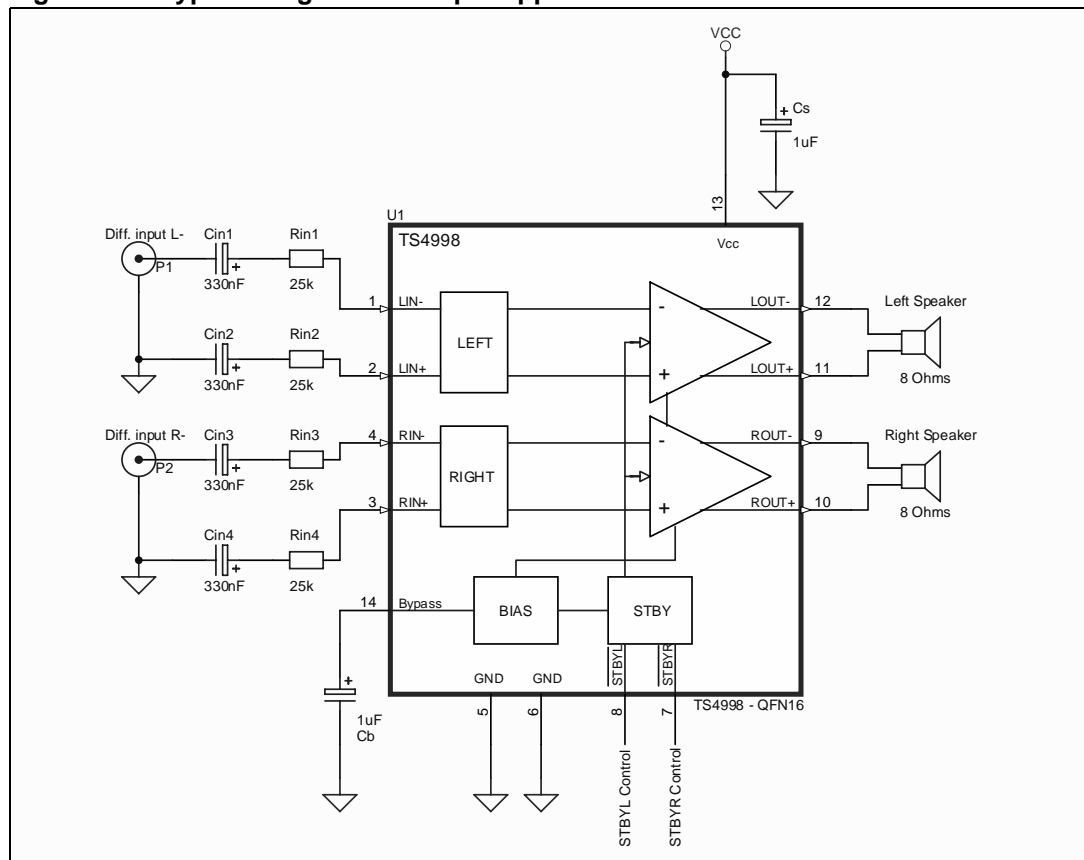 VCC
+
Cs
1uF
13
U1
TS4998
Vcc
Diff. input L-
Cin1
Rin1
P1
+
330nF
25k
1
LIN-
-
LOUT-
12
Left Speaker
LEFT
Cin2
Rin2
+
330nF
25k
2
LIN+
+
LOUT+
11
8 Ohms
Diff. input R-
Cin3
Rin3
P2
+
330nF
25k
4
RIN-
-
ROUT-
9
Right Speaker
RIGHT
Cin4
Rin4
+
330nF
25k
3
RIN+
+
ROUT+
10
8 Ohms
14
Bypass
BIAS
STBY
STBYL
STBYR
+
1uF
Cb
GND
GND
5
6
8
7
TS4998 - QFN16
STBYL Control
STBYR Control